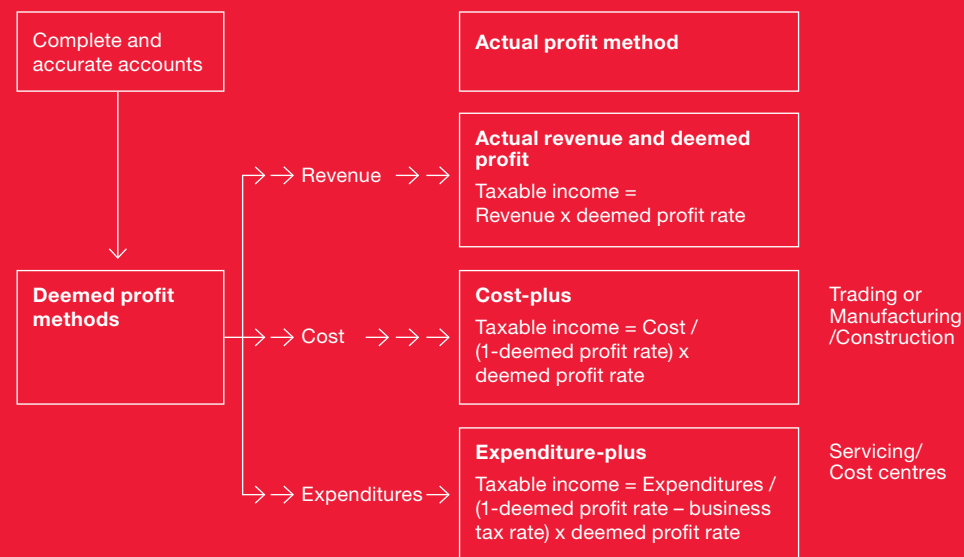 Complete and
accurate accounts
Actual profit method
Actual revenue and deemed
profit
Taxable income =
Revenue x deemed profit rate
Revenue
Deemed profit
methods
Cost
Cost-plus
Taxable income = Cost /
(1-deemed profit rate) x
deemed profit rate
Trading or
Manufacturing
/Construction
Expenditures
Expenditure-plus
Taxable income = Expenditures /
(1-deemed profit rate – business
tax rate) x deemed profit rate
Servicing/
Cost centres